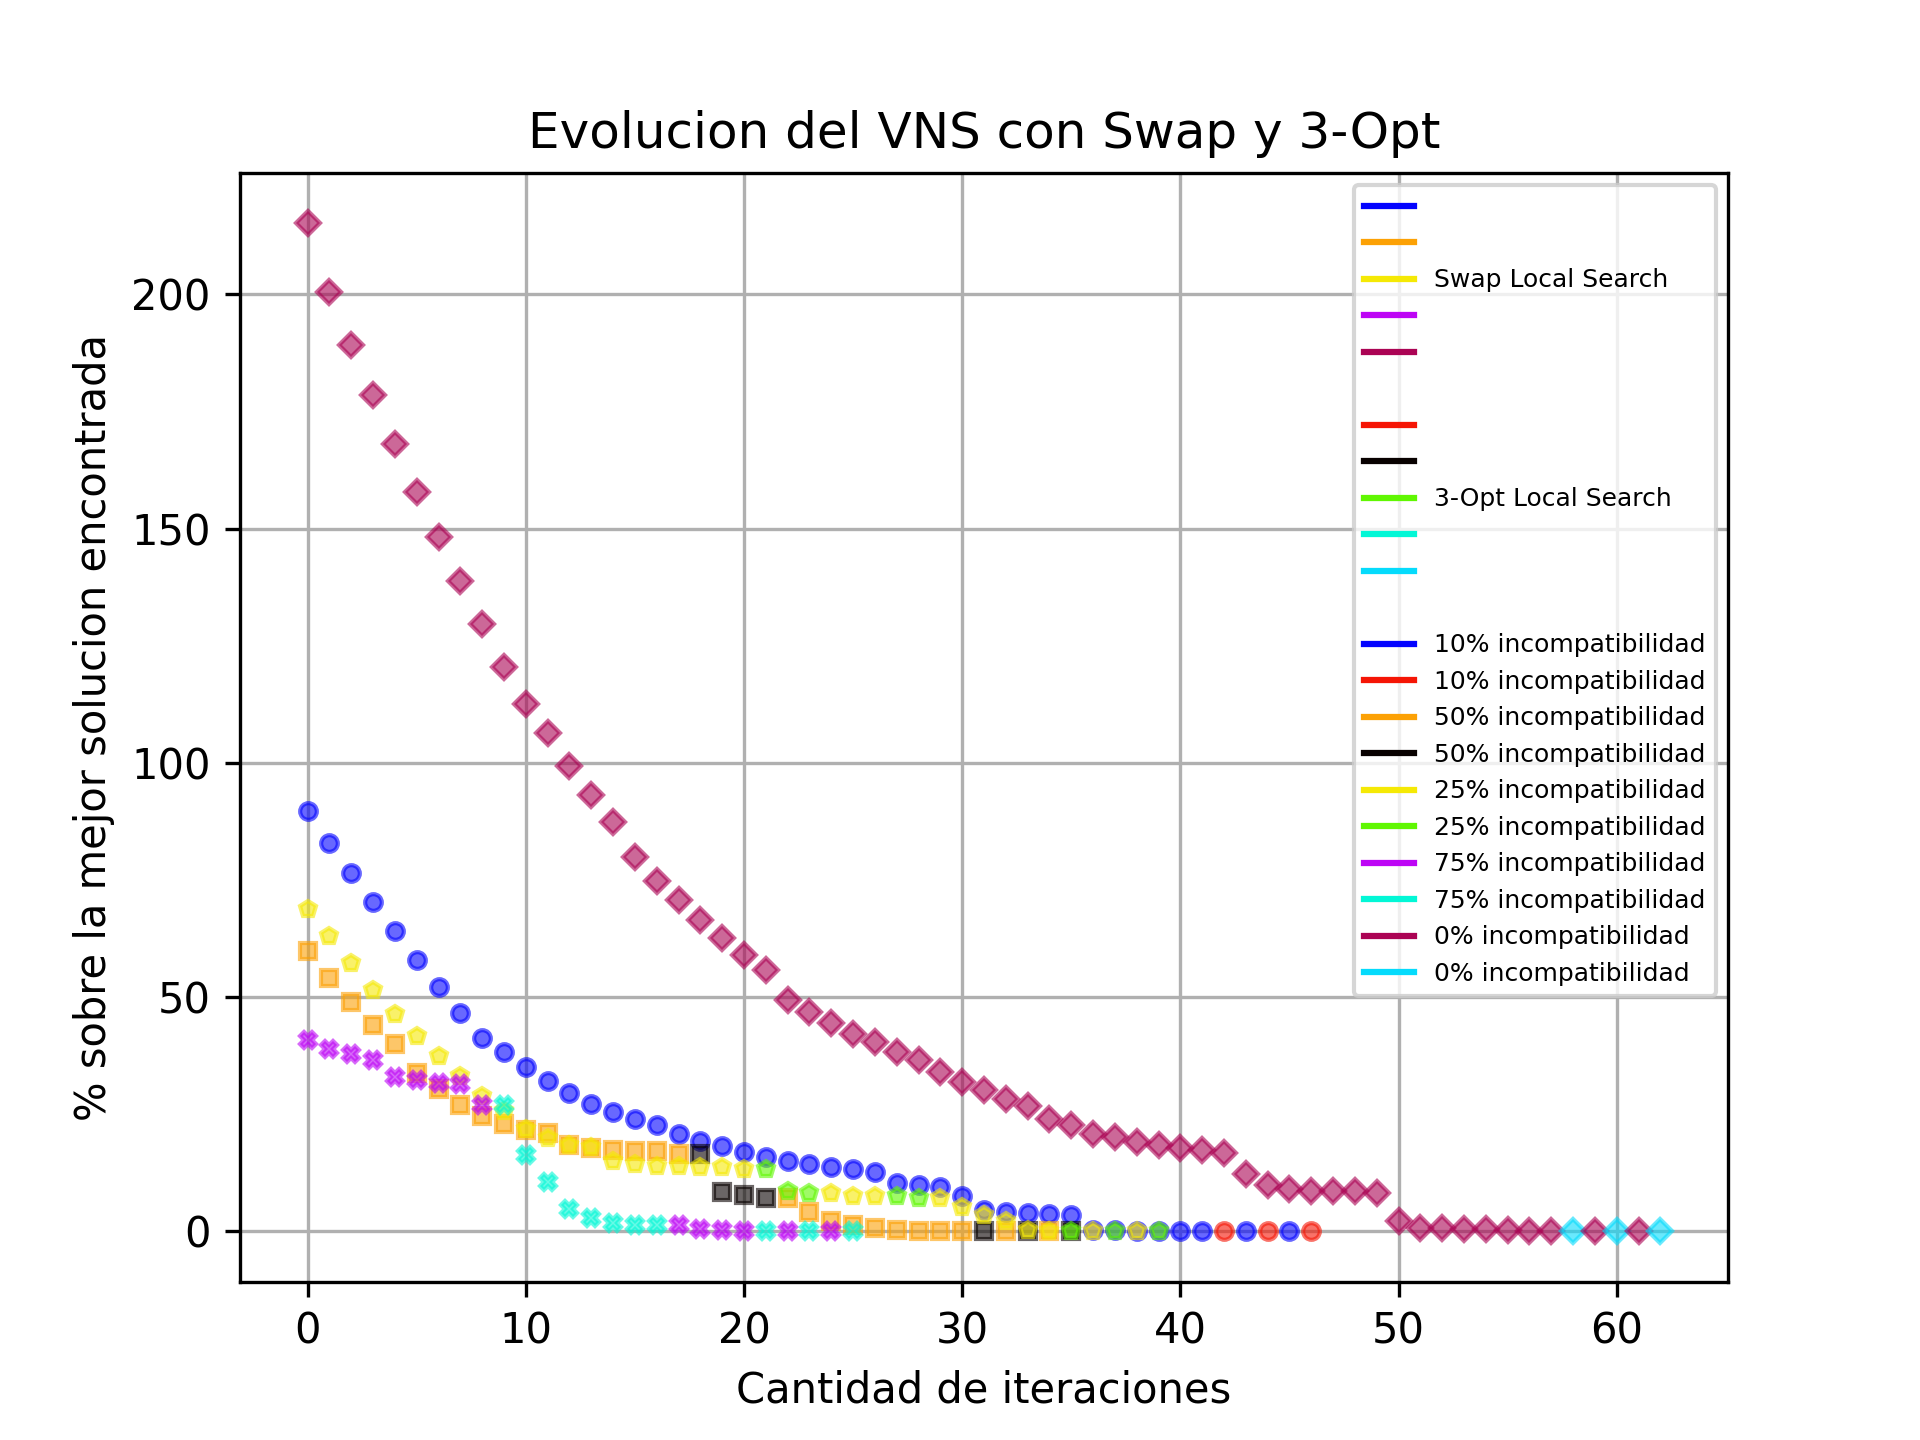 Evolucion del VNS con Swap y 3-Opt
% sobre la mejor solucion encontrada
200
150
100
50
0
0 10 20 30 40 50 60
Cantidad de iteraciones
Swap Local Search
3-Opt Local Search
10% incompatibilidad
10% incompatibilidad
50% incompatibilidad
50% incompatibilidad
25% incompatibilidad
25% incompatibilidad
75% incompatibilidad
75% incompatibilidad
0% incompatibilidad
0% incompatibilidad